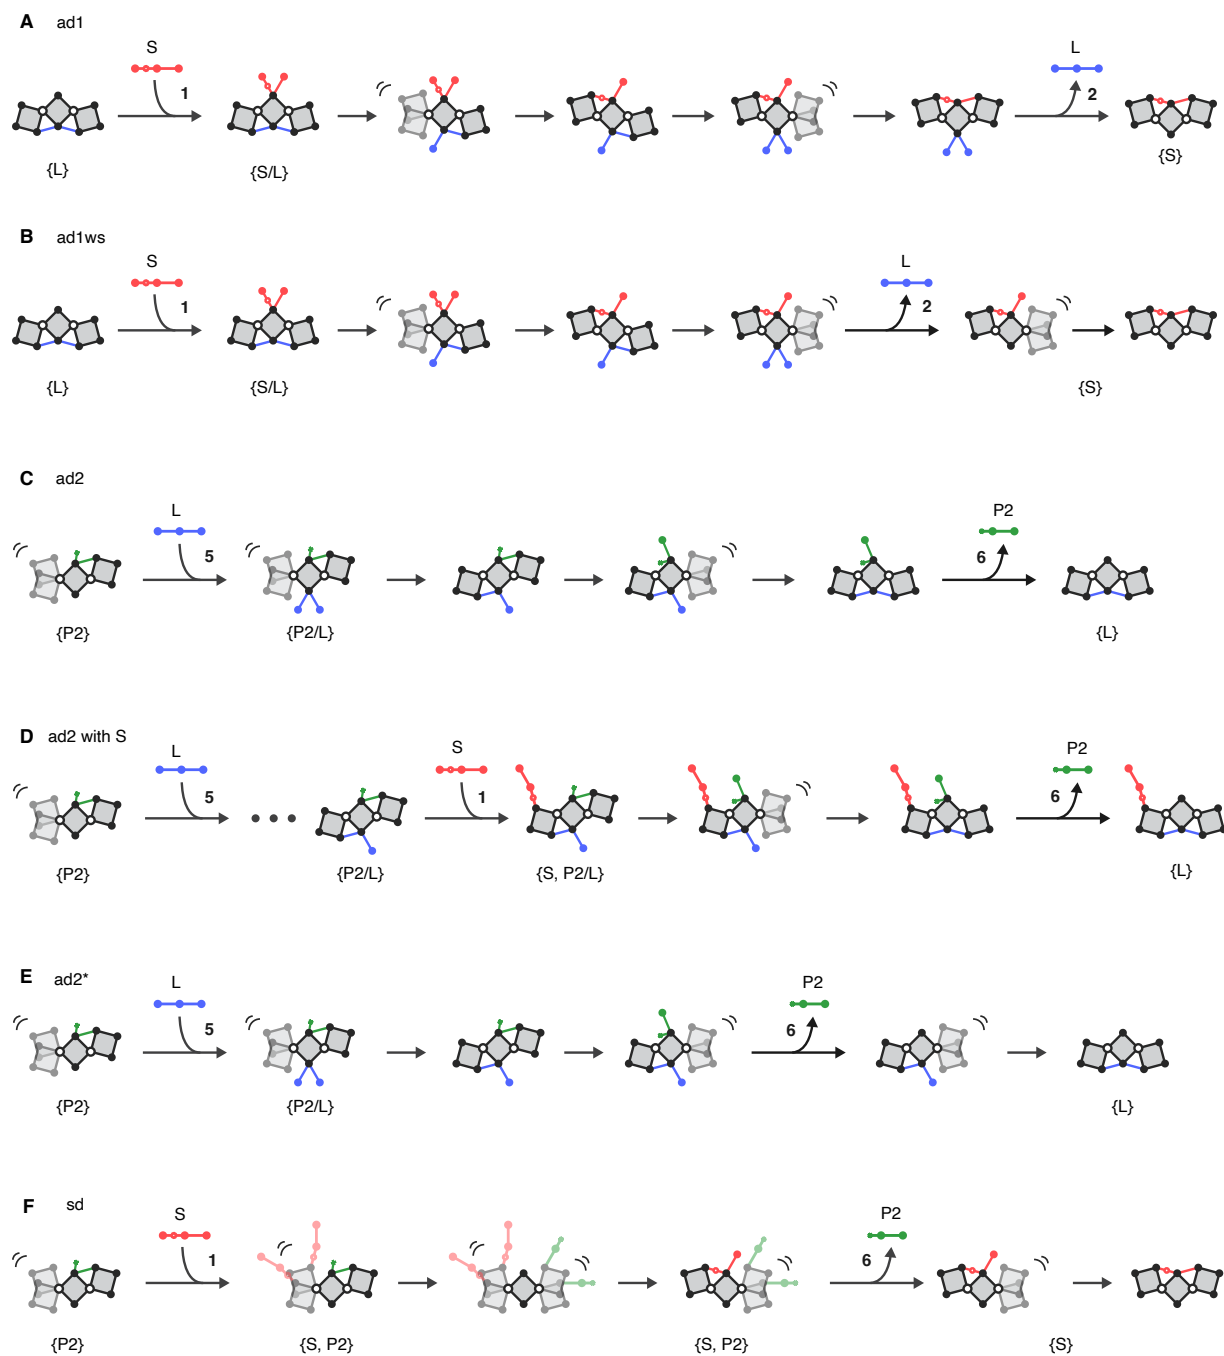 A ad1
S L
1 2
{L} {S/L} {S}
B ad1ws
S L
1 2
{L} {S/L} {S}
C ad2
L P2
5 6
{P2} {P2/L} {L}
D ad2 with S
L S P2
5 1 6
{P2} {P2/L} {S, P2/L} {L}
E ad2*
L P2
5 6
{P2} {P2/L} {L}
F sd
S P2
1 6
{P2} {S, P2} {S, P2} {S}